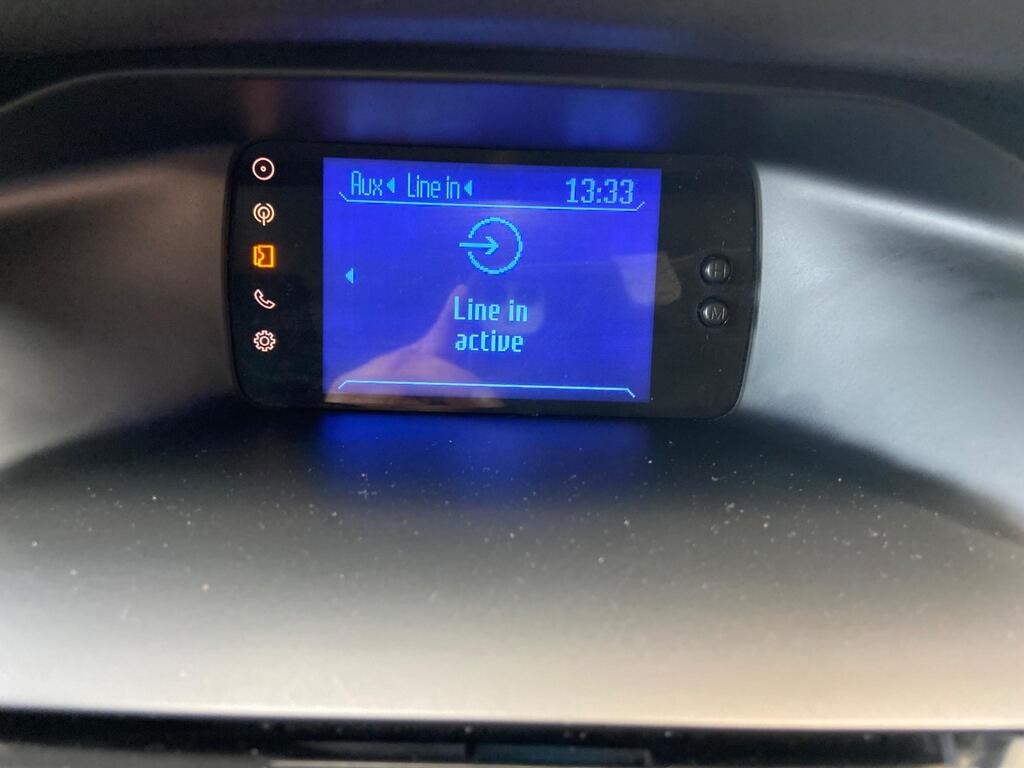 Aux Line in 13:33
Line in
active
H
M